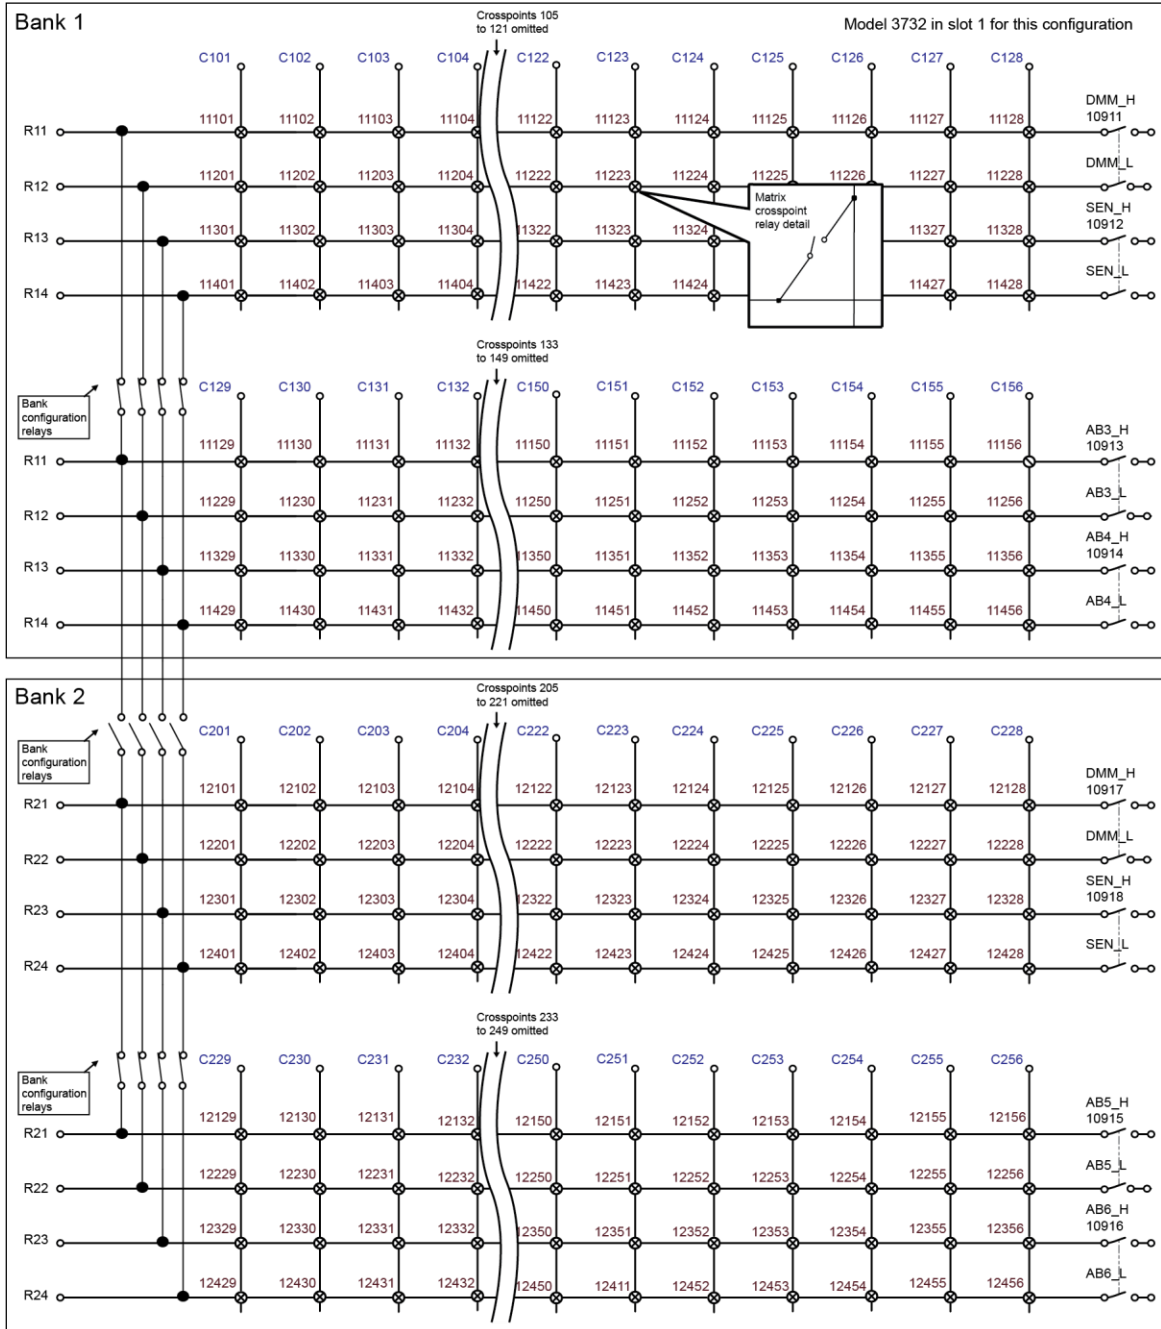 Bank 1
Crosspoints 105
to 121 omitted
Model 3732 in slot 1 for this configuration
C101 C102 C103 C104 C122 C123 C124 C125 C126 C127 C128
DMM_H
11101 11102 11103 11104 11122 11123 11124 11125 11126 11127 11128 10911
R11
DMM_L
11201 11202 11203 11204 11222 11223 11224 11225 11226 11227 11228
R12
Matrix
crosspoint
relay detail
SEN_H
11301 11302 11303 11304 11322 11323 11324 11327 11328 10912
R13
SEN_L
11401 11402 11403 11404 11422 11423 11424 11427 11428
R14
Crosspoints 133
to 149 omitted
Bank
configuration
relays
C129 C130 C131 C132 C150 C151 C152 C153 C154 C155 C156
AB3_H
11129 11130 11131 11132 11150 11151 11152 11153 11154 11155 11156 10913
R11
AB3_L
11229 11230 11231 11232 11250 11251 11252 11253 11254 11255 11256
R12
AB4_H
11329 11330 11331 11332 11350 11351 11352 11353 11354 11355 11356 10914
R13
AB4_L
11429 11430 11431 11432 11450 11451 11452 11453 11454 11455 11456
R14
Bank 2
Crosspoints 205
to 221 omitted
Bank
configuration
relays
C201 C202 C203 C204 C222 C223 C224 C225 C226 C227 C228
DMM_H
12101 12102 12103 12104 12122 12123 12124 12125 12126 12127 12128 10917
R21
DMM_L
12201 12202 12203 12204 12222 12223 12224 12225 12226 12227 12228
R22
SEN_H
12301 12302 12303 12304 12322 12323 12324 12325 12326 12327 12328 10918
R23
SEN_L
12401 12402 12403 12404 12422 12423 12424 12425 12426 12427 12428
R24
Crosspoints 233
to 249 omitted
Bank
configuration
relays
C229 C230 C231 C232 C250 C251 C252 C253 C254 C255 C256
AB5_H
12129 12130 12131 12132 12150 12151 12152 12153 12154 12155 12156 10915
R21
AB5_L
12229 12230 12231 12232 12250 12251 12252 12253 12254 12255 12256
R22
AB6_H
12329 12330 12331 12332 12350 12351 12352 12353 12354 12355 12356 10916
R23
AB6_L
12429 12430 12431 12432 12450 12411 12452 12453 12454 12455 12456
R24